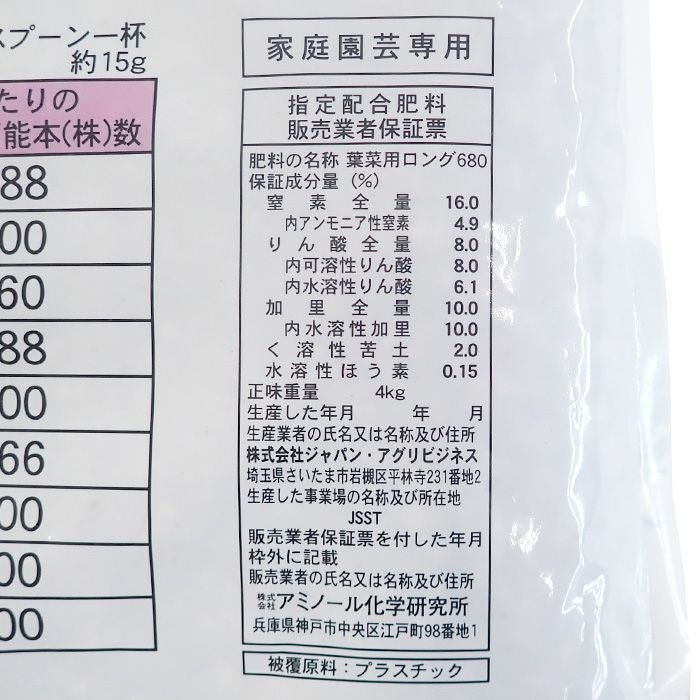 スプーン一杯
約15g
たりの
能本(株)数
88
00
60
88
00
66
00
00
00
家庭園芸専用
指定配合肥料
販売業者保証票
肥料の名称 葉菜用ロング680
保証成分量(%)
窒素全量 16.0
内アンモニア性窒素 4.9
りん酸全量 8.0
内可溶性りん酸 8.0
内水溶性りん酸 6.1
加里全量 10.0
内水溶性加里 10.0
く溶性苦土 2.0
水溶性ほう素 0.15
正味重量 4kg
生産した年月 年 月
生産業者の氏名又は名称及び住所
株式会社ジャパン・アグリビジネス
埼玉県さいたま市岩槻区平林寺231番地2
生産した事業場の名称及び所在地
JSST
販売業者保証票を付した年月
枠外に記載
販売業者の氏名又は名称及び住所
株式会社アミノール化学研究所
兵庫県神戸市中央区江戸町98番地1
被覆原料:プラスチック